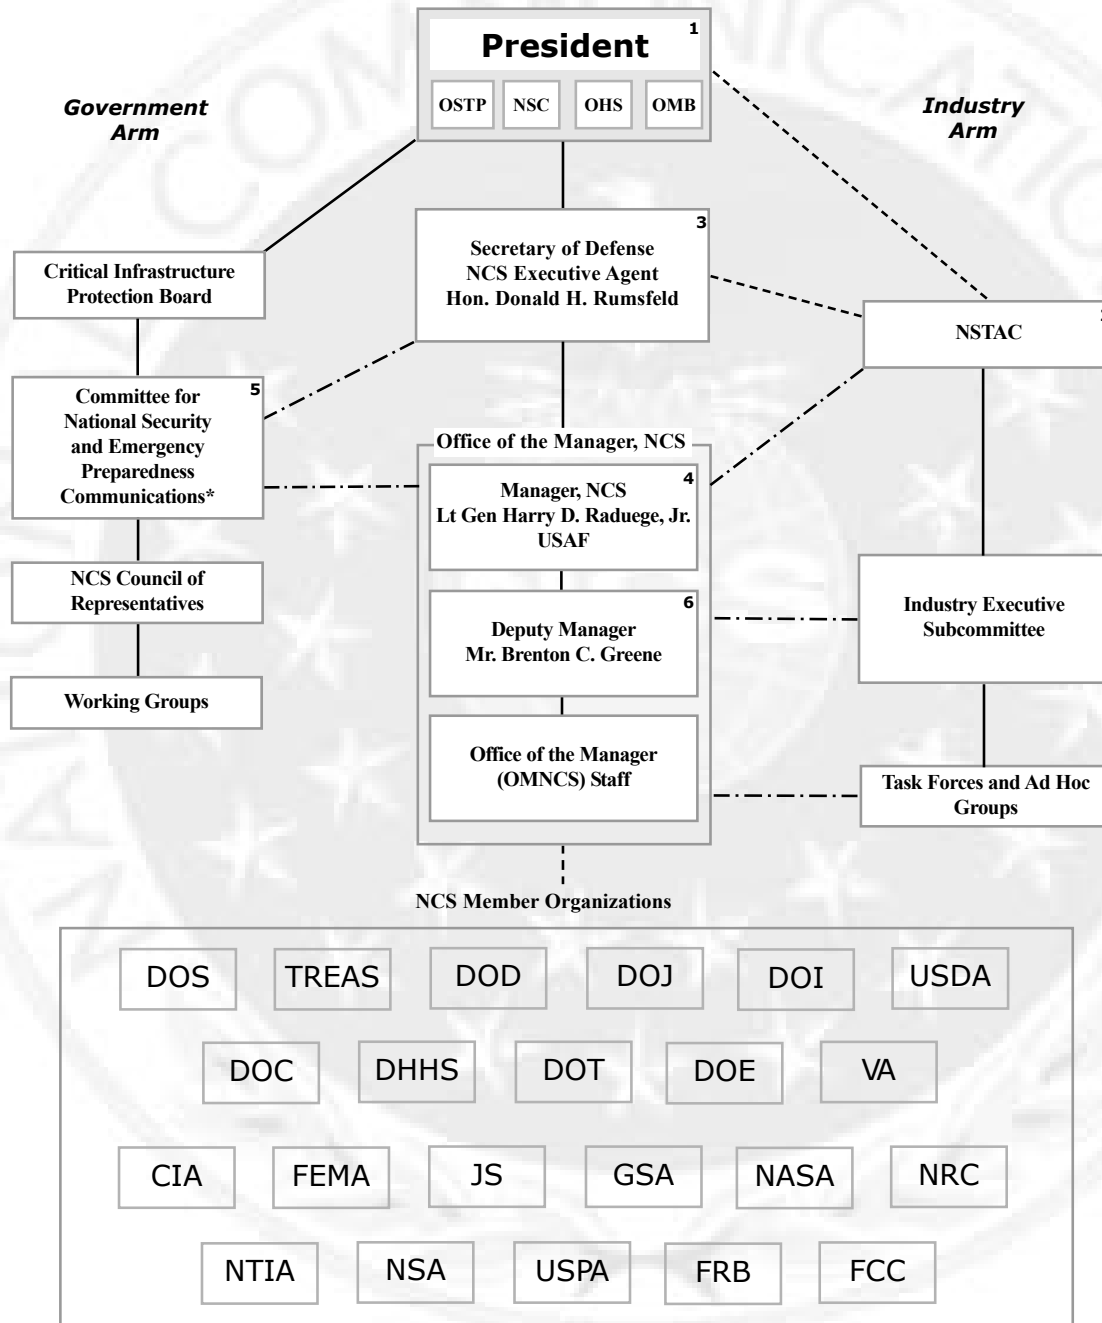 President
1
OSTP
NSC
OHS
OMB
Government
Arm
Industry
Arm
3
Secretary of Defense
NCS Executive Agent
Hon. Donald H. Rumsfeld
Critical Infrastructure
Protection Board
NSTAC
5
Committee for
National Security
and Emergency
Preparedness
Communications*
Office of the Manager, NCS
4
Manager, NCS
Lt Gen Harry D. Raduege, Jr.
USAF
NCS Council of
Representatives
6
Deputy Manager
Mr. Brenton C. Greene
Industry Executive
Subcommittee
Working Groups
Office of the Manager
(OMNCS) Staff
Task Forces and Ad Hoc
Groups
NCS Member Organizations
DOS
TREAS
DOD
DOJ
DOI
USDA
DOC
DHHS
DOT
DOE
VA
CIA
FEMA
JS
GSA
NASA
NRC
NTIA
NSA
USPA
FRB
FCC